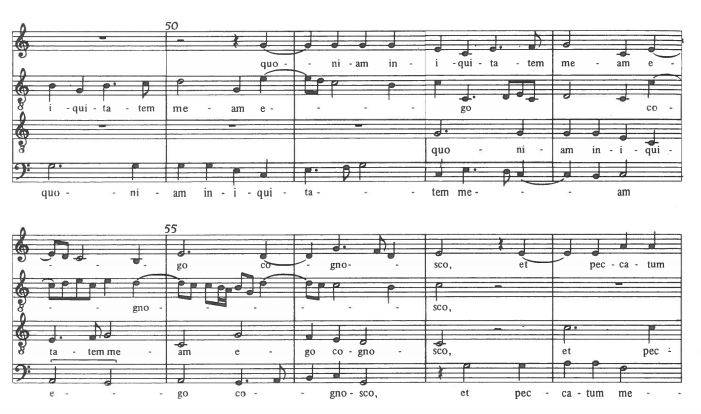 50
quo - - ni - am in - i - qui - ta - tem me - am e -
i - qui - ta - tem me - am e - - - go co -
quo - ni - am in - i - qui -
quo - - - ni - am in - i - qui - ta - - tem me - - - am
55
- - - go co - gno - - sco, et pec - ca - tum
- - - gno - - - - - sco,
ta - tem me - am e - go co - gno - sco, et pec -
e - - - go co - - gno - sco, et pec - ca - tum me -